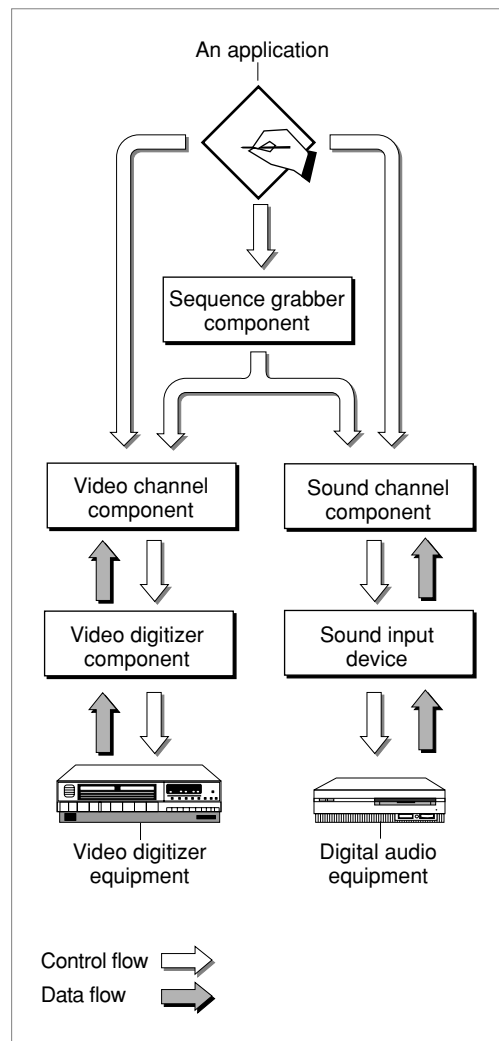 An application
Sequence grabber
component
Video channel
component
Sound channel
component
Video digitizer
component
Sound input
device
Video digitizer
equipment
Digital audio
equipment
Control flow
Data flow